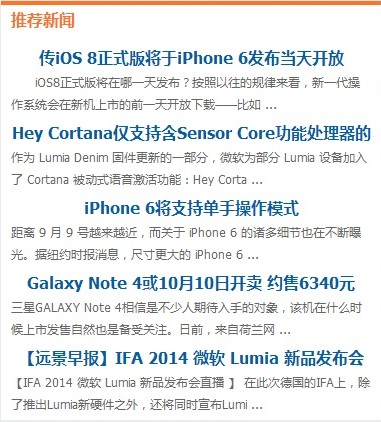 推荐新闻
传iOS 8正式版将于iPhone 6发布当天开放
iOS8正式版将在哪一天发布？按照以往的规律来看，新一代操
作系统会在新机上市的前一天开放下载——比如 ...
Hey Cortana仅支持含Sensor Core功能处理器的
作为 Lumia Denim 固件更新的一部分，微软为部分 Lumia 设备加入
了 Cortana 被动式语音激活功能：Hey Corta ...
iPhone 6将支持单手操作模式
距离 9 月 9 号越来越近，而关于 iPhone 6 的诸多细节也在不断曝
光。据纽约时报消息，尺寸更大的 iPhone 6 ...
Galaxy Note 4或10月10日开卖 约售6340元
三星GALAXY Note 4相信是不少人期待入手的对象，该机在什么时
候上市发售自然也是备受关注。日前，来自荷兰网 ...
【远景早报】IFA 2014 微软 Lumia 新品发布会
【IFA 2014 微软 Lumia 新品发布会直播 】 在此次德国的IFA上，除
了推出Lumia新硬件之外，还将同时宣布Lumi ...